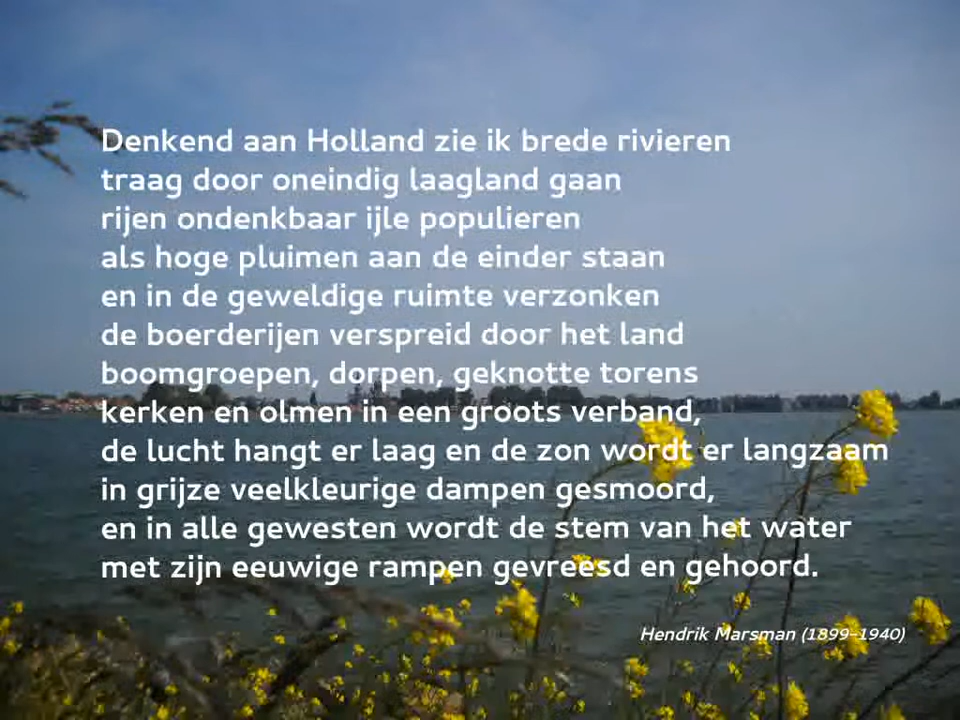 Denkend aan Holland zie ik brede rivieren
traag door oneindig laagland gaan
rijen ondenkbaar ijle populieren
als hoge pluimen aan de einder staan
en in de geweldige ruimte verzonken
de boerderijen verspreid door het land
boomgroepen, dorpen, geknotte torens
kerken en olmen in een groots verband,
de lucht hangt er laag en de zon wordt er langzaam
in grijze veelkleurige dampen gesmoord,
en in alle gewesten wordt de stem van het water
met zijn eeuwige rampen gevreesd en gehoord.
Hendrik Marsman (1899-1940)